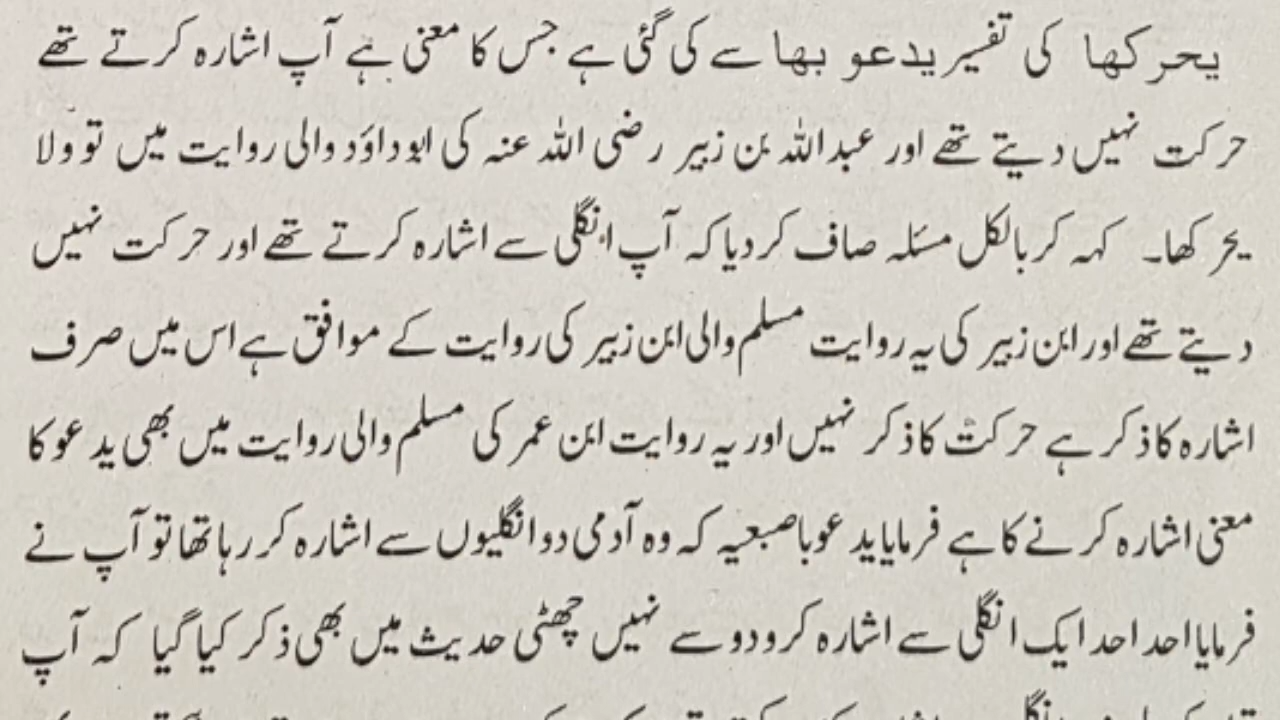 یحرکھا کی تفسیر یدعو بھا سے کی گئی ہے جس کا معنی ہے آپ اشارہ کرتے تھے
حرکت نہیں دیتے تھے اور عبداللہ بن زبیر رضی اللہ عنہ کی ابوداؤد والی روایت میں تو ولا
یحرکھا۔ کہہ کر بالکل مسئلہ صاف کر دیا کہ آپ انگلی سے اشارہ کرتے تھے اور حرکت نہیں
دیتے تھے اور ابن زبیر کی یہ روایت مسلم والی ابن زبیر کی روایت کے موافق ہے اس میں صرف
اشارہ کا ذکر ہے حرکت کا ذکر نہیں اور یہ روایت ابن عمر کی مسلم والی روایت میں بھی یدعو کا
معنی اشارہ کرنے کا ہے فرمایا یدعو باصبعیہ کہ وہ آدمی دو انگلیوں سے اشارہ کر رہا تھا تو آپ نے
فرمایا احد احد ایک انگلی سے اشارہ کرو دو سے نہیں چھٹی حدیث میں بھی ذکر کیا گیا کہ آپ